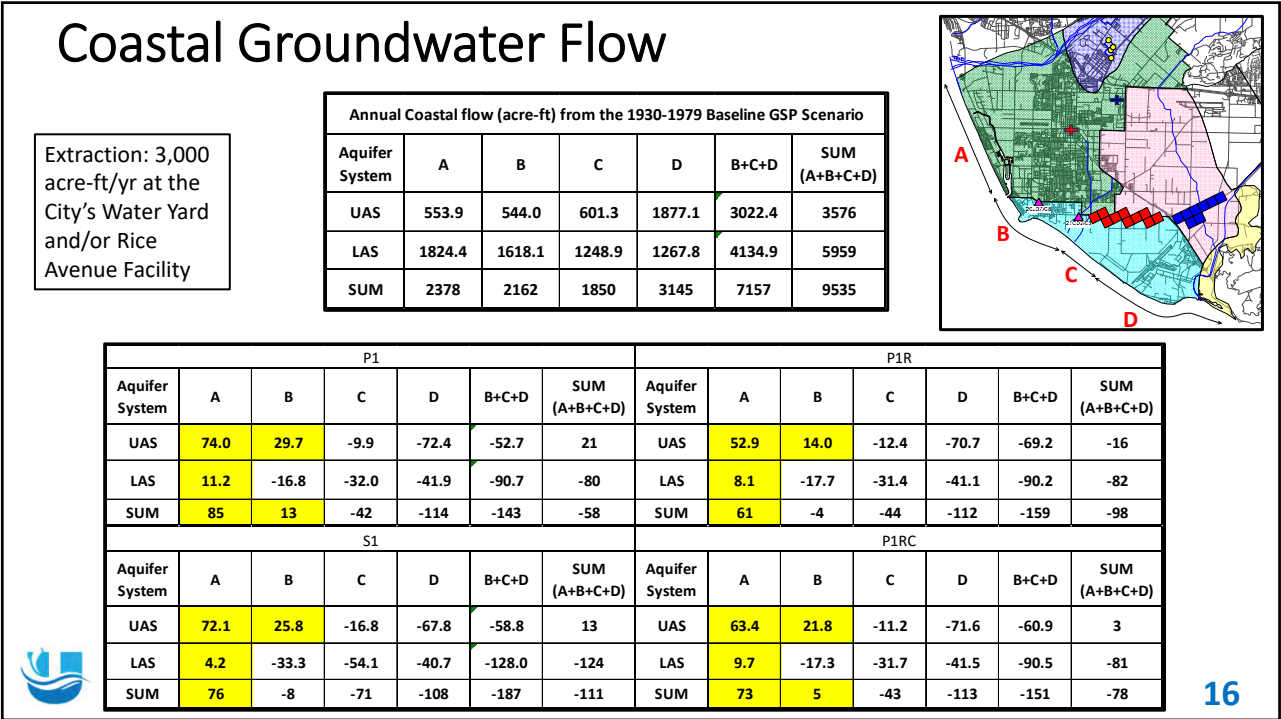 Coastal Groundwater Flow
Extraction: 3,000
acre-ft/yr at the
City's Water Yard
and/or Rice
Avenue Facility
Annual Coastal flow (acre-ft) from the 1930-1979 Baseline GSP Scenario
Aquifer System A B C D B+C+D SUM (A+B+C+D)
UAS 553.9 544.0 601.3 1877.1 3022.4 3576
LAS 1824.4 1618.1 1248.9 1267.8 4134.9 5959
SUM 2378 2162 1850 3145 7157 9535
A
B
C
D
P1
Aquifer System A B C D B+C+D SUM (A+B+C+D)
UAS 74.0 29.7 -9.9 -72.4 -52.7 21
LAS 11.2 -16.8 -32.0 -41.9 -90.7 -80
SUM 85 13 -42 -114 -143 -58
P1R
Aquifer System A B C D B+C+D SUM (A+B+C+D)
UAS 52.9 14.0 -12.4 -70.7 -69.2 -16
LAS 8.1 -17.7 -31.4 -41.1 -90.2 -82
SUM 61 -4 -44 -112 -159 -98
S1
Aquifer System A B C D B+C+D SUM (A+B+C+D)
UAS 72.1 25.8 -16.8 -67.8 -58.8 13
LAS 4.2 -33.3 -54.1 -40.7 -128.0 -124
SUM 76 -8 -71 -108 -187 -111
P1RC
Aquifer System A B C D B+C+D SUM (A+B+C+D)
UAS 63.4 21.8 -11.2 -71.6 -60.9 3
LAS 9.7 -17.3 -31.7 -41.5 -90.5 -81
SUM 73 5 -43 -113 -151 -78
16